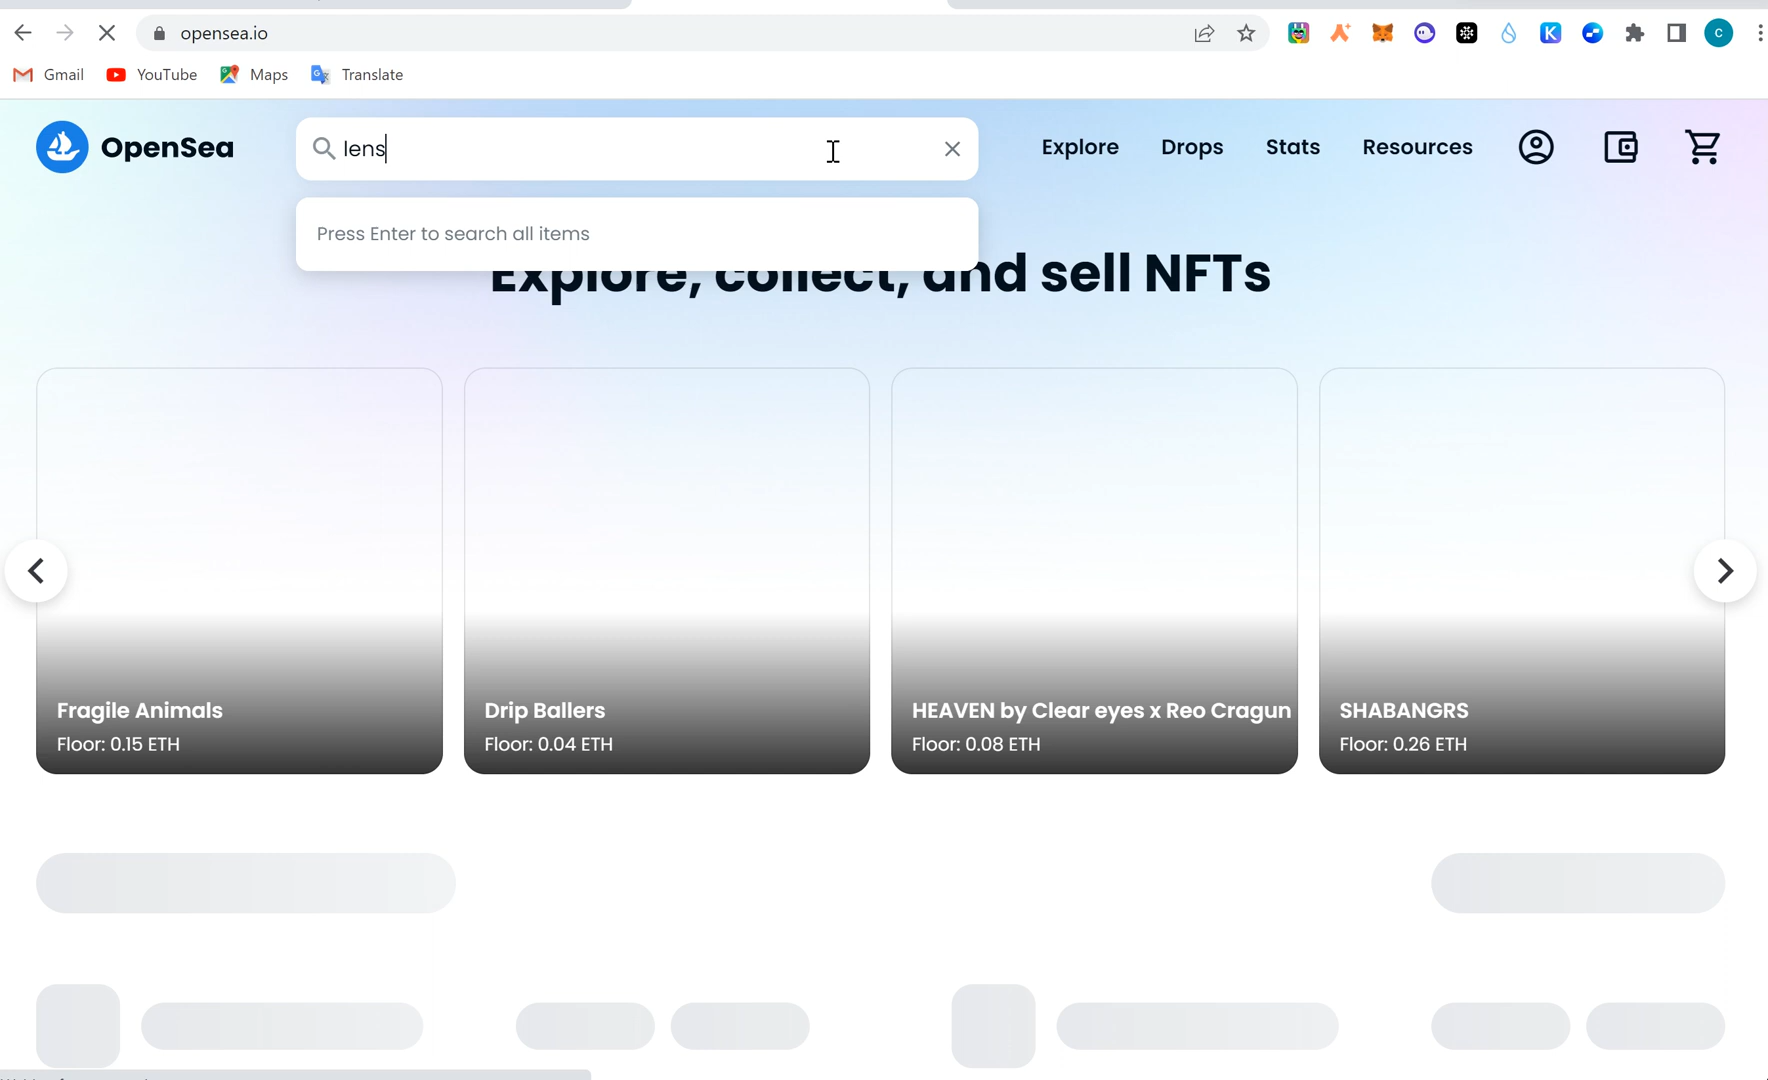 opensea.io
C
Gmail YouTube Maps Translate
OpenSea
lens
Explore Drops Stats Resources
Press Enter to search all items
Explore, collect, and sell NFTs
Fragile Animals
Floor: 0.15 ETH
Drip Ballers
Floor: 0.04 ETH
HEAVEN by Clear eyes x Reo Cragun
Floor: 0.08 ETH
SHABANGRS
Floor: 0.26 ETH